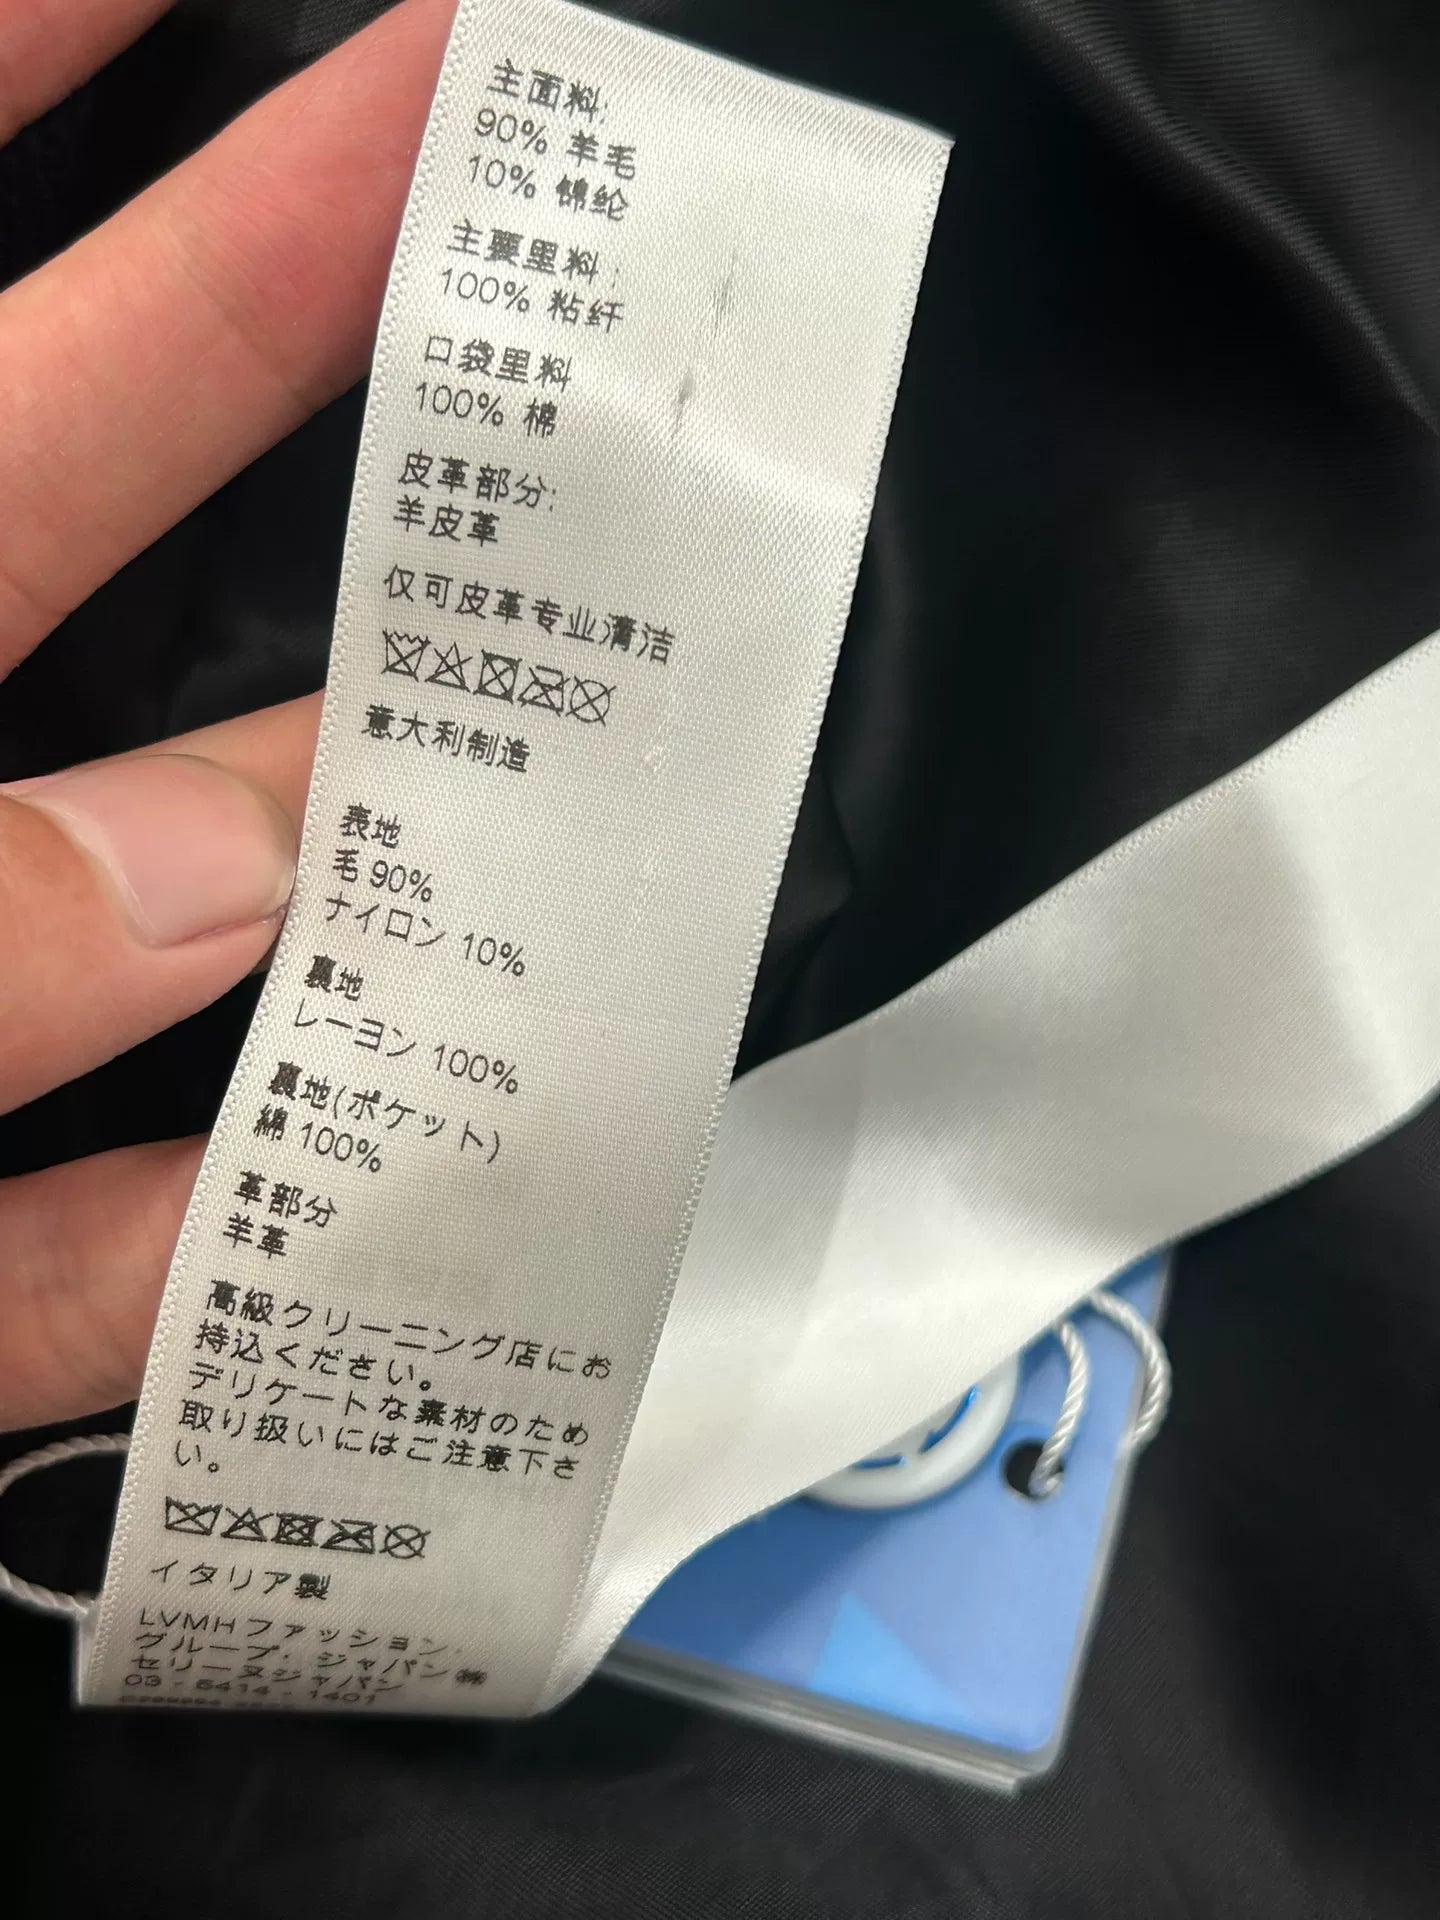 主面料:
90% 羊毛
10% 锦纶
主要里料:
100% 粘纤
口袋里料
100% 棉
皮革部分:
羊皮革
仅可皮革专业清洁
意大利制造
表地
毛 90%
ナイロン 10%
裏地
レーヨン 100%
裏地(ポケット)
綿 100%
革部分
羊革
高級クリーニング店にお
持込ください。
デリケートな素材のため
取り扱いにはご注意下さ
い。
イタリア製
LVMHファッション・
グループ・ジャパン㈱
セリーヌジャパン
03-5414-1401